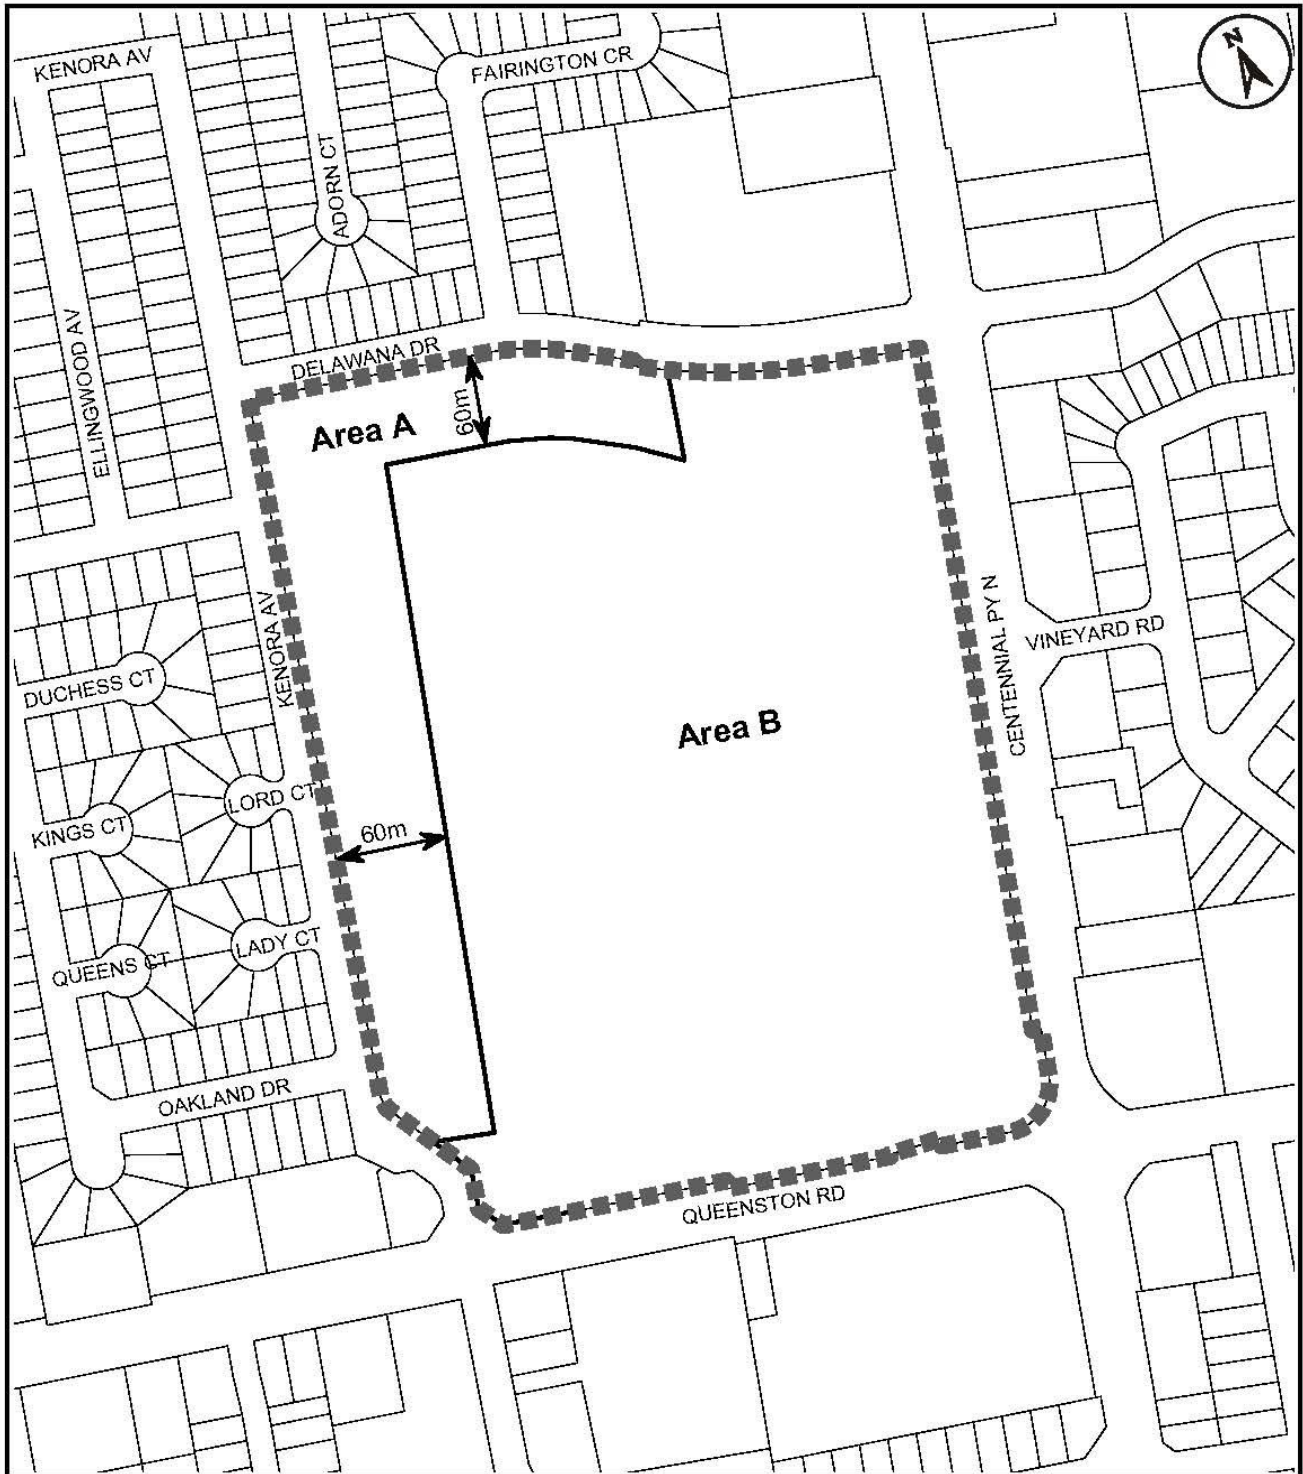 N
KENORA AV
FAIRINGTON CR
ADORN CT
ELLINGWOOD AV
DELAWANA DR
60m
Area A
KENORA AV
CENTENNIAL PY N
VINEYARD RD
DUCHESS CT
Area B
LORD CT
KINGS CT
60m
LADY CT
QUEENS CT
OAKLAND DR
QUEENSTON RD